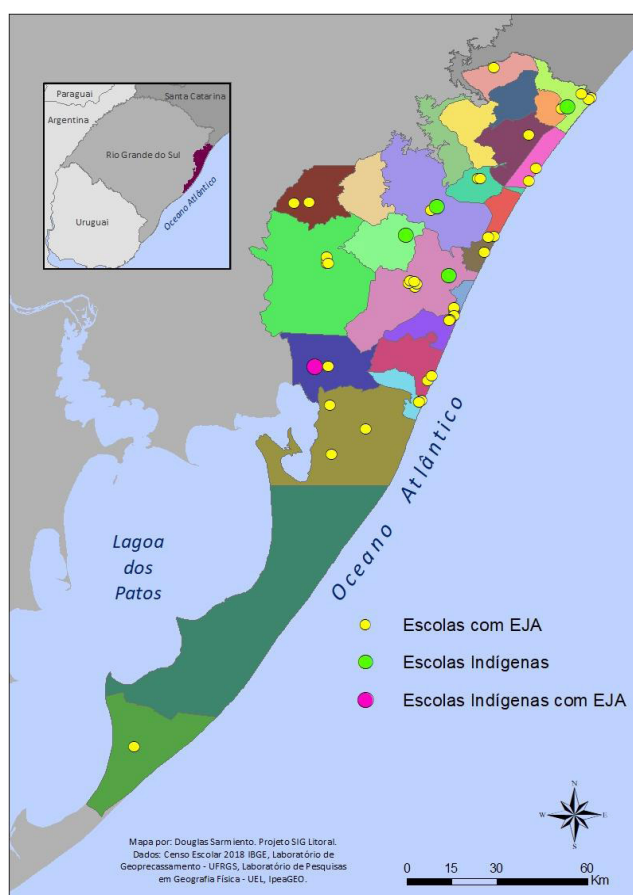 Paraguai
Santa Catarina
Argentina
Rio Grande do Sul
Uruguai
Oceano Atlântico
Oceano Atlântico
Lagoa
dos
Patos
Escolas com EJA
Escolas Indígenas
Escolas Indígenas com EJA
N
W E
S
Mapa por: Douglas Sarmiento. Projeto SIG Litoral.
Dados: Censo Escolar 2018 IBGE, Laboratório de
Geoprecassamento - UFRGS, Laboratório de Pesquisas
em Geografia Física - UEL, IpeaGEO.
0 15 30 45 60
Km